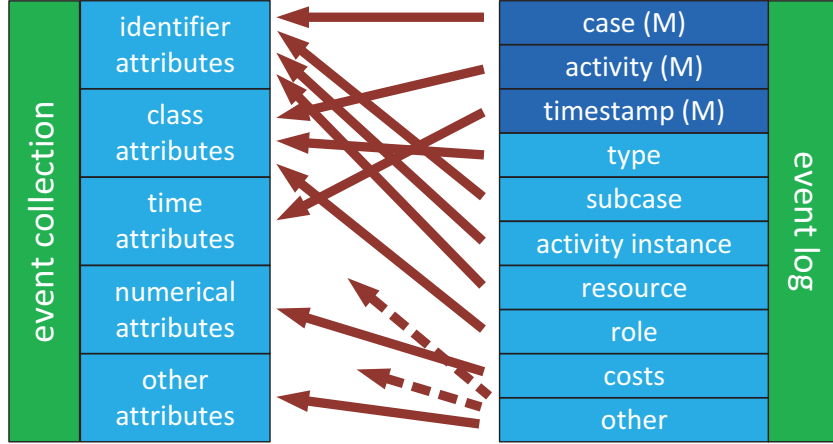 event collection
identifier
attributes
class
attributes
time
attributes
numerical
attributes
other
attributes
case (M)
activity (M)
timestamp (M)
type
subcase
activity instance
resource
role
costs
other
event log